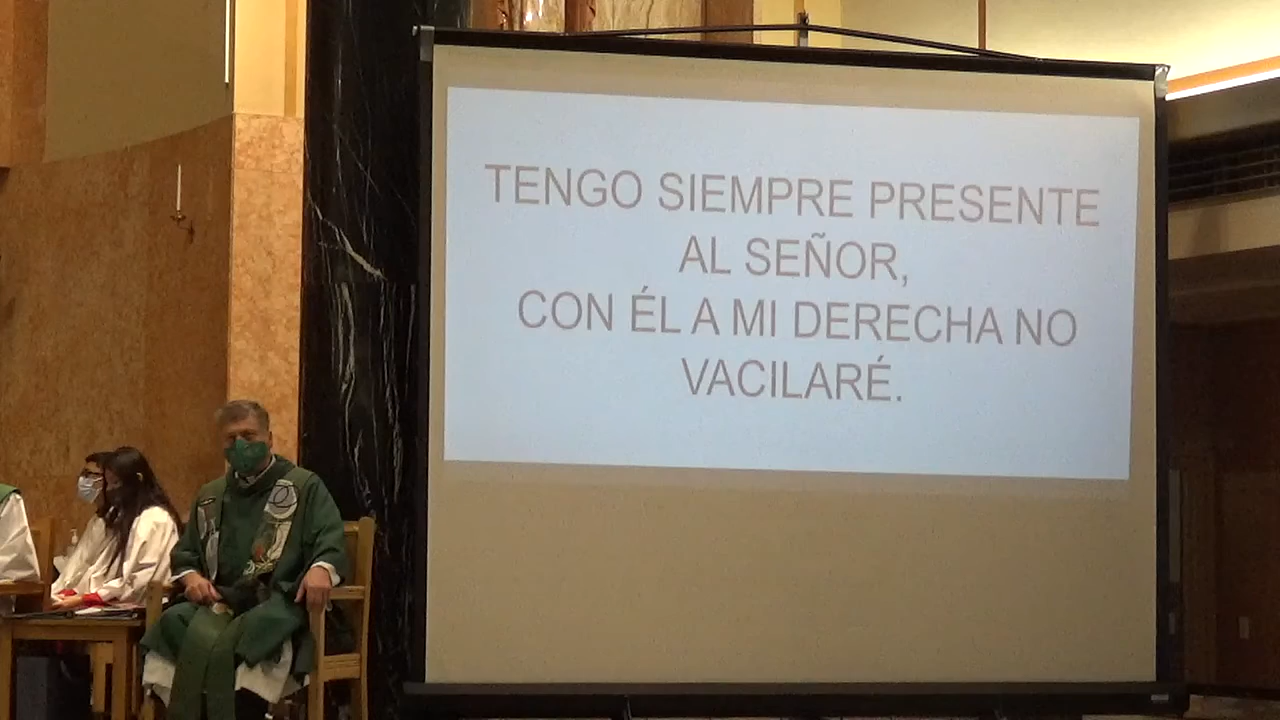 TENGO SIEMPRE PRESENTE
AL SEÑOR,
CON ÉL A MI DERECHA NO
VACILARÉ.